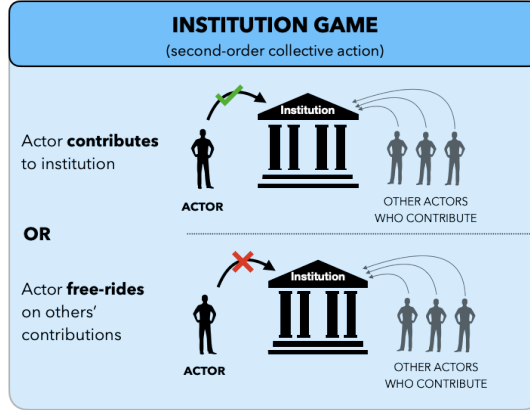 INSTITUTION GAME
(second-order collective action)
Actor contributes
to institution
Institution
ACTOR
OTHER ACTORS
WHO CONTRIBUTE
OR
Actor free-rides
on others’
contributions
Institution
ACTOR
OTHER ACTORS
WHO CONTRIBUTE